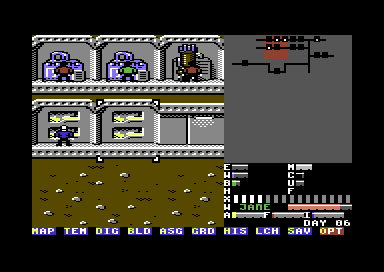 E M
W C
B U
H F
X
W JANE
A F I
DAY 06
MAP TEM DIG BLD ASG GRD HIS LCH SAV OPT